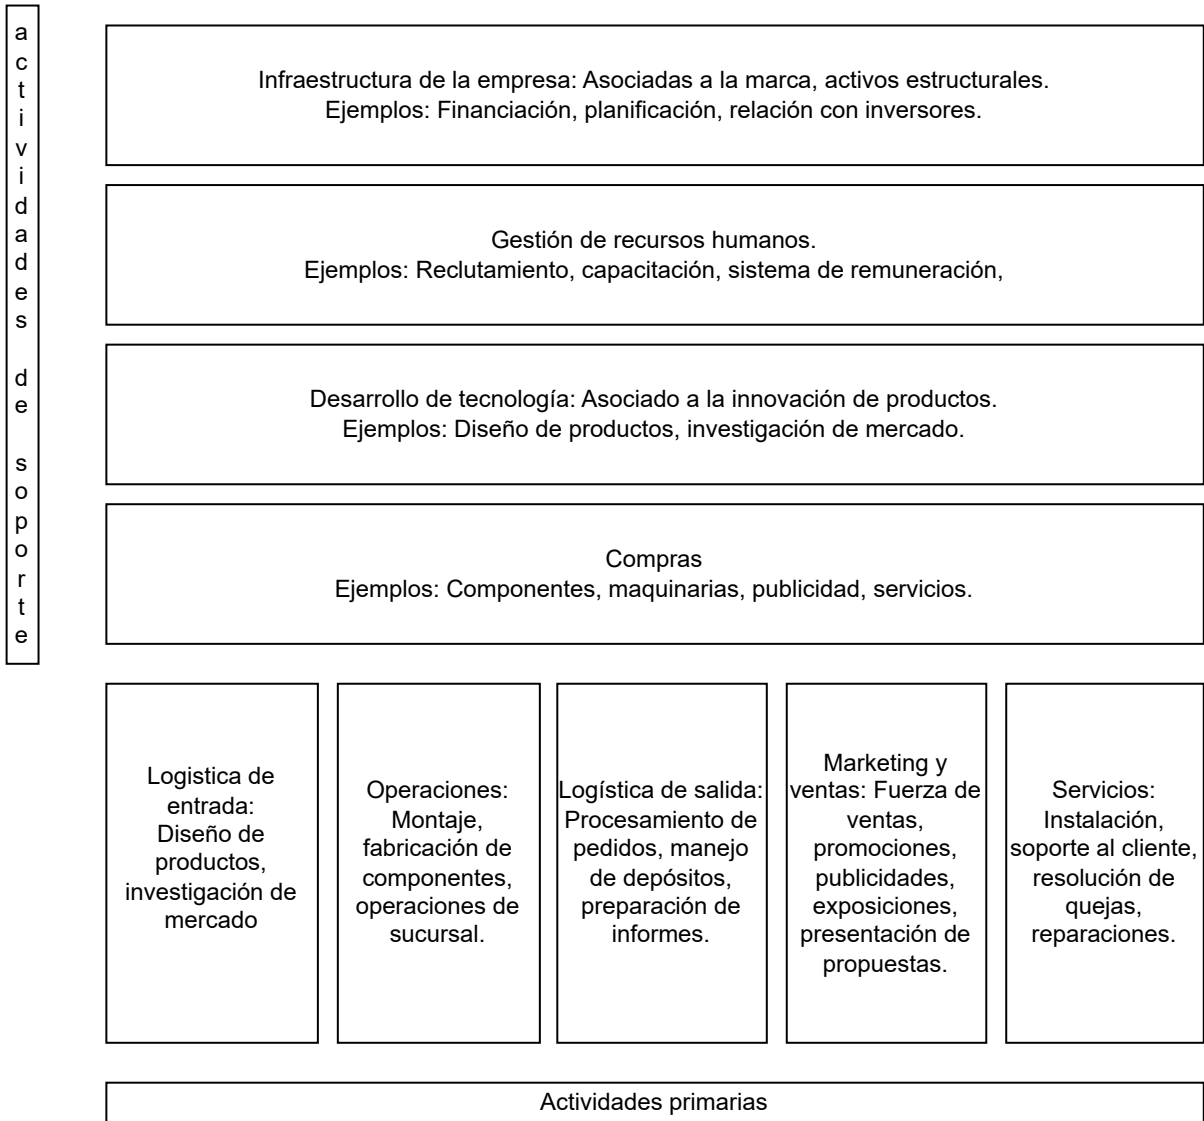 actividades de soporte
Infraestructura de la empresa: Asociadas a la marca, activos estructurales.
Ejemplos: Financiación, planificación, relación con inversores.
Gestión de recursos humanos.
Ejemplos: Reclutamiento, capacitación, sistema de remuneración,
Desarrollo de tecnología: Asociado a la innovación de productos.
Ejemplos: Diseño de productos, investigación de mercado.
Compras
Ejemplos: Componentes, maquinarias, publicidad, servicios.
Logistica de
entrada:
Diseño de
productos,
investigación de
mercado
Operaciones:
Montaje,
fabricación de
componentes,
operaciones de
sucursal.
Logística de salida:
Procesamiento de
pedidos, manejo
de depósitos,
preparación de
informes.
Marketing y
ventas: Fuerza de
ventas,
promociones,
publicidades,
exposiciones,
presentación de
propuestas.
Servicios:
Instalación,
soporte al cliente,
resolución de
quejas,
reparaciones.
Actividades primarias